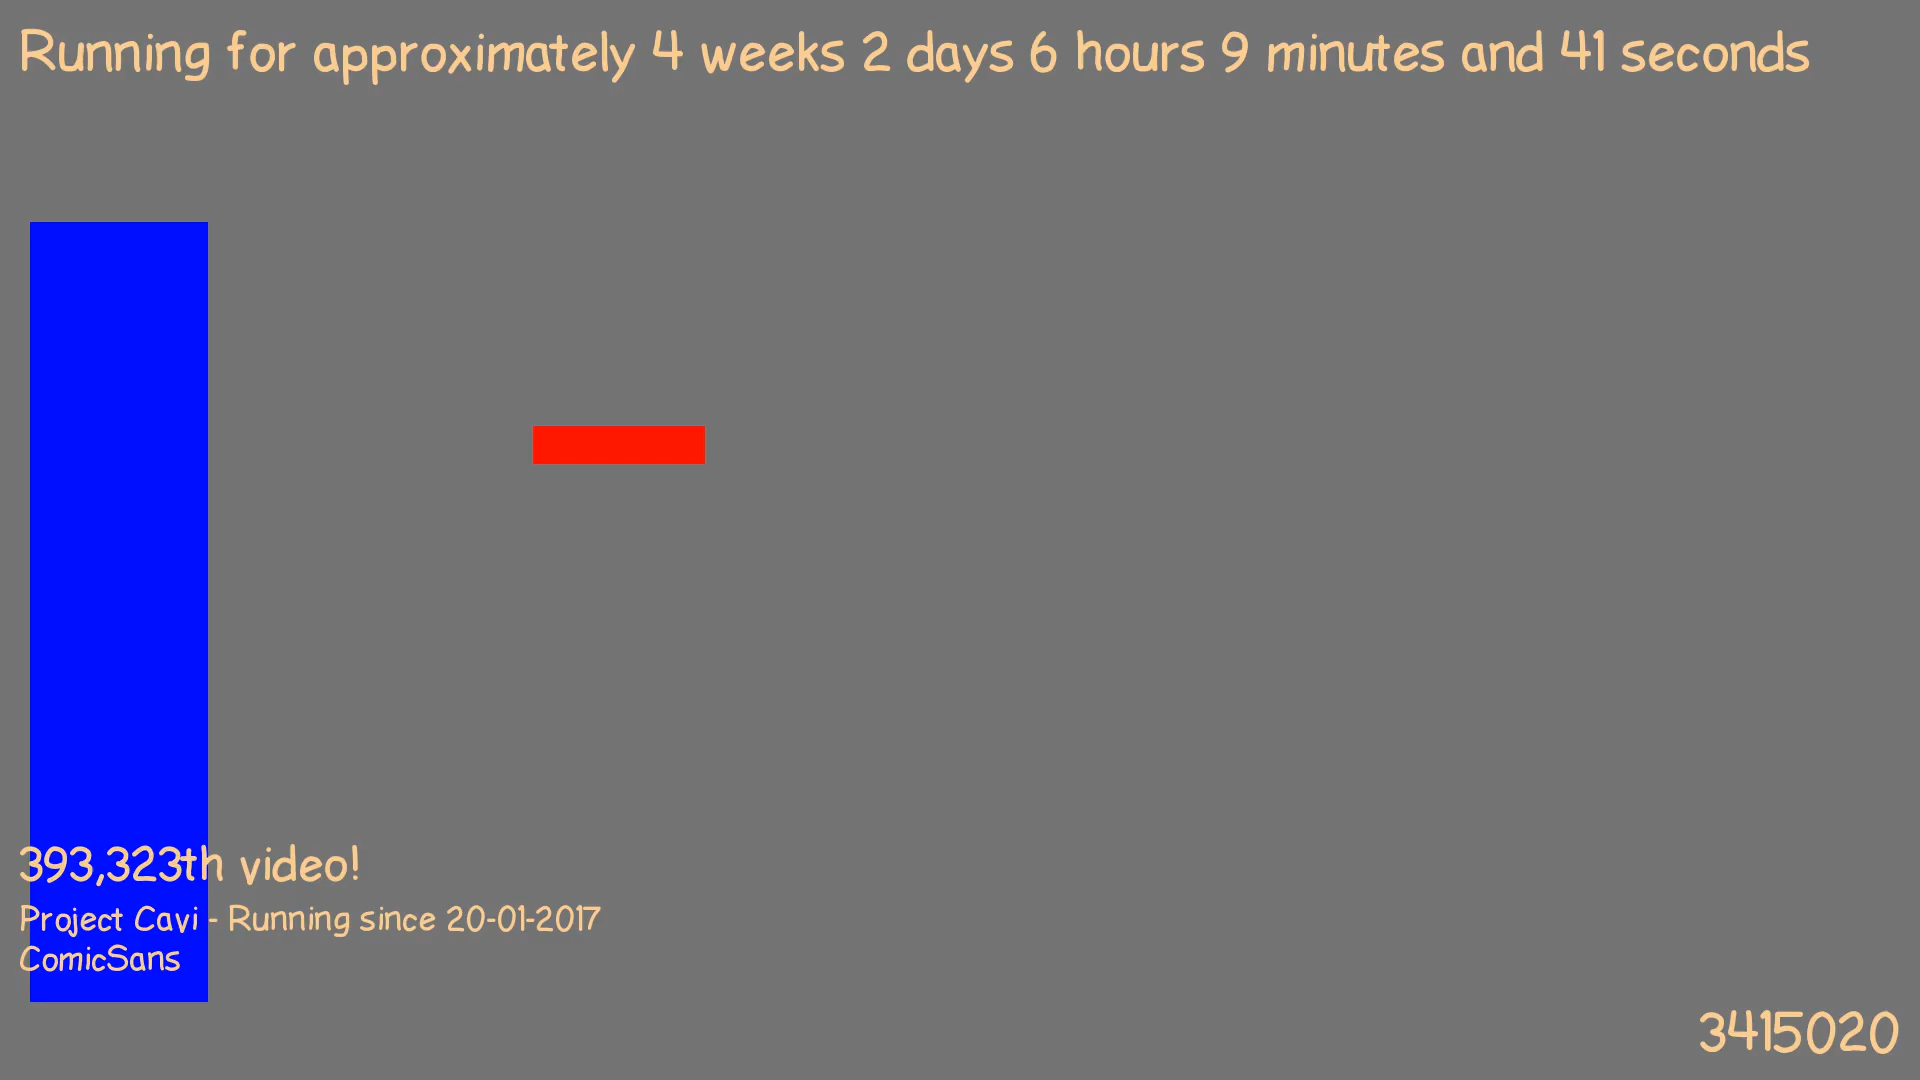 Running for approximately 4 weeks 2 days 6 hours 9 minutes and 41 seconds
393,323th video!
Project Cavi - Running since 20-01-2017
ComicSans
3415020